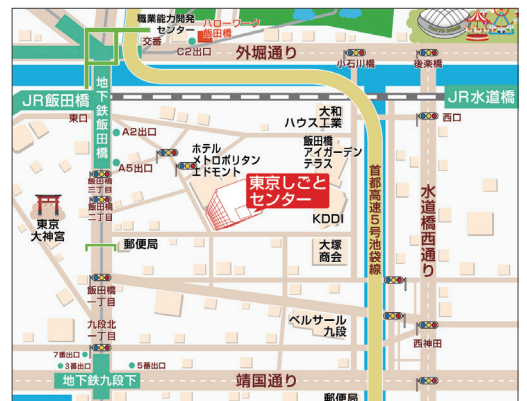 職業能力開発
センター
ハローワーク
飯田橋
交番
C2出口
外堀通り
小石川橋
後楽橋
JR飯田橋
地下鉄飯田橋
JR水道橋
東口
西口
A2出口
大和
ハウス工業
ホテル
メトロポリタン
エドモント
飯田橋
アイガーデン
テラス
A5出口
飯田橋
三丁目
東京しごと
センター
首都高速5号池袋線
水道橋西通り
飯田橋
二丁目
東京
大神宮
KDDI
郵便局
大塚
商会
飯田橋
一丁目
ベルサール
九段
九段北
一丁目
西神田
7番出口
3番出口
5番出口
地下鉄九段下
靖国通り
郵便局